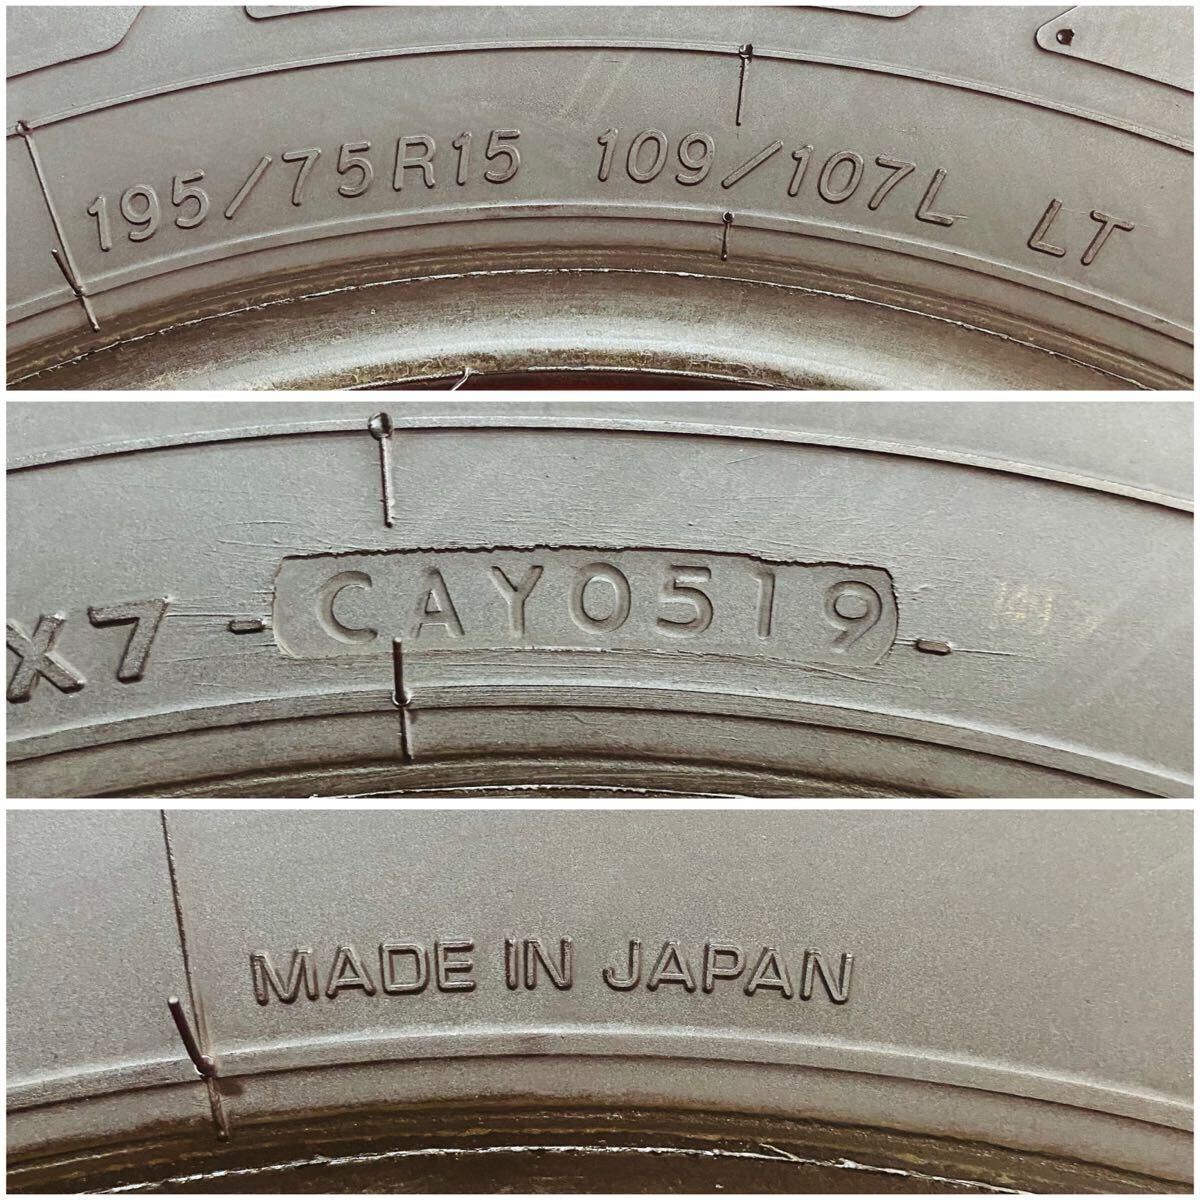 195/75R15 109/107L LT
X7 - CAY0519 -
MADE IN JAPAN